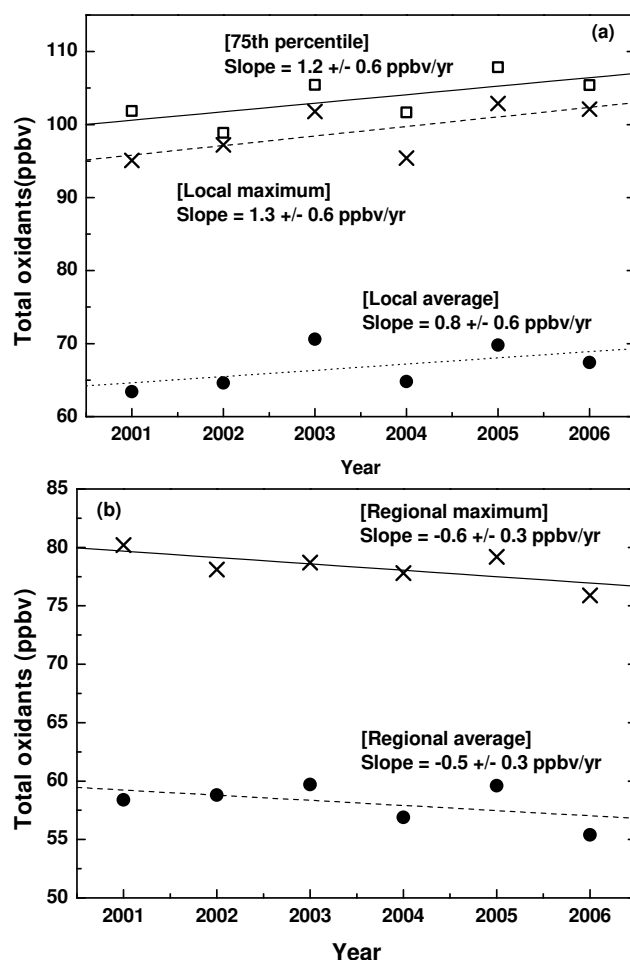 (a)
[75th percentile]
Slope = 1.2 +/- 0.6 ppbv/yr
[Local maximum]
Slope = 1.3 +/- 0.6 ppbv/yr
[Local average]
Slope = 0.8 +/- 0.6 ppbv/yr
Total oxidants(ppbv)
110
100
90
80
70
60
2001 2002 2003 2004 2005 2006
Year
(b)
[Regional maximum]
Slope = -0.6 +/- 0.3 ppbv/yr
[Regional average]
Slope = -0.5 +/- 0.3 ppbv/yr
Total oxidants (ppbv)
85
80
75
70
65
60
55
50
2001 2002 2003 2004 2005 2006
Year